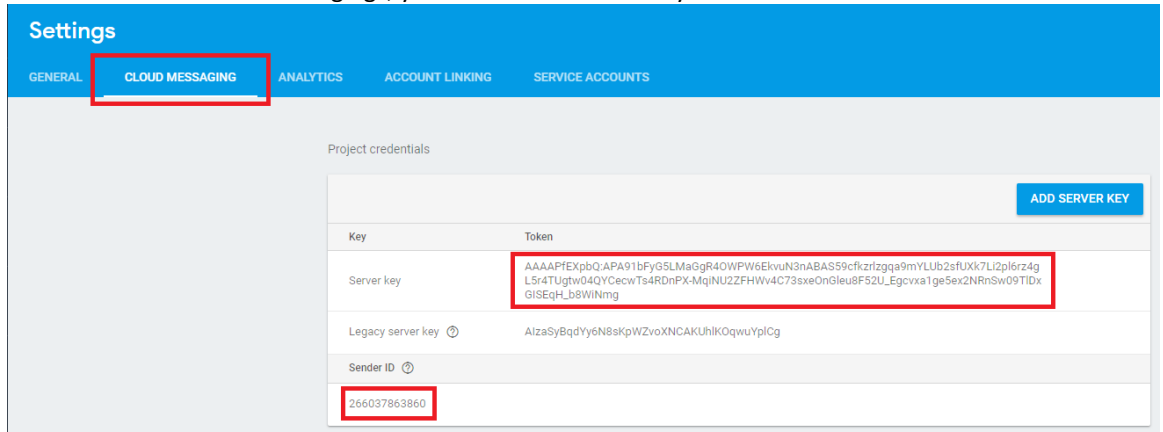 Settings
GENERAL CLOUD MESSAGING ANALYTICS ACCOUNT LINKING SERVICE ACCOUNTS
Project credentials
ADD SERVER KEY
Key Token
Server key
AAAAPfEXpbQ:APA91bFyG5LMaGgR4OWPW6EkvuN3nABAS59cfkzrlzgqa9mYLUb2sfUXk7Li2pl6rz4g
L5r4TUgtw04QYCecwTs4RDnPX-MqiNU2ZFHWv4C73sxeOnGleu8F52U_Egcvxa1ge5ex2NRnSw09TlDx
GISEqH_b8WiNmg
Legacy server key AIzaSyBqdYy6N8sKpWZvoXNCAKUhlKOqwuYplCg
Sender ID
266037863860